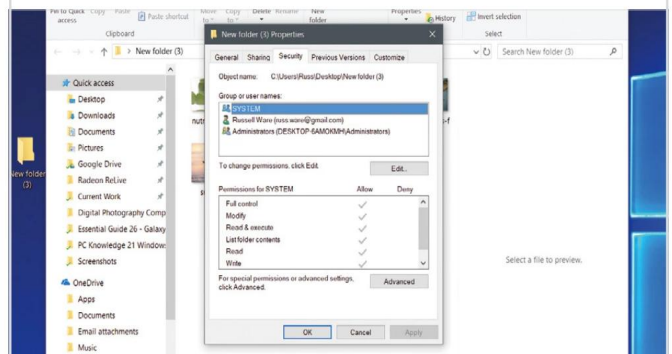 Pin to Quick access
Copy
Paste
Paste shortcut
Move to
Copy to
Delete
Rename
New folder
Properties
History
Invert selection
Clipboard
Select
New folder (3)
Search New folder (3)
Quick access
Desktop
Downloads
Documents
Pictures
Google Drive
Radeon ReLive
Current Work
Digital Photography Comp
Essential Guide 26 - Galaxy
PC Knowledge 21 Window
Screenshots
OneDrive
Apps
Documents
Email attachments
Music
New folder (3)
nutr
New folder (3) Properties
General Sharing Security Previous Versions Customize
Object name: C:\Users\Russ\Desktop\New folder (3)
Group or user names:
SYSTEM
Russell Ware (russ.ware@gmail.com)
Administrators (DESKTOP-6AMOKMH\Administrators)
To change permissions, click Edit.
Edit...
Permissions for SYSTEM Allow Deny
Full control
Modify
Read & execute
List folder contents
Read
Write
For special permissions or advanced settings,
click Advanced.
Advanced
OK Cancel Apply
Select a file to preview.